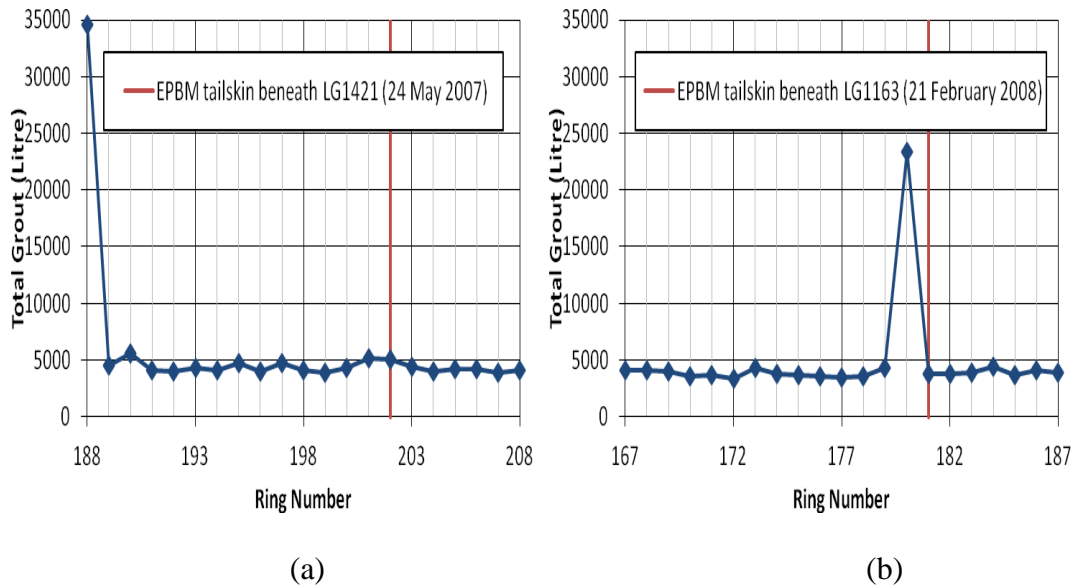 35000
30000
25000
20000
15000
10000
5000
0
Total Grout (Litre)
EPBM tailskin beneath LG1421 (24 May 2007)
188 193 198 203 208
Ring Number
(a)
35000
30000
25000
20000
15000
10000
5000
0
Total Grout (Litre)
EPBM tailskin beneath LG1163 (21 February 2008)
167 172 177 182 187
Ring Number
(b)